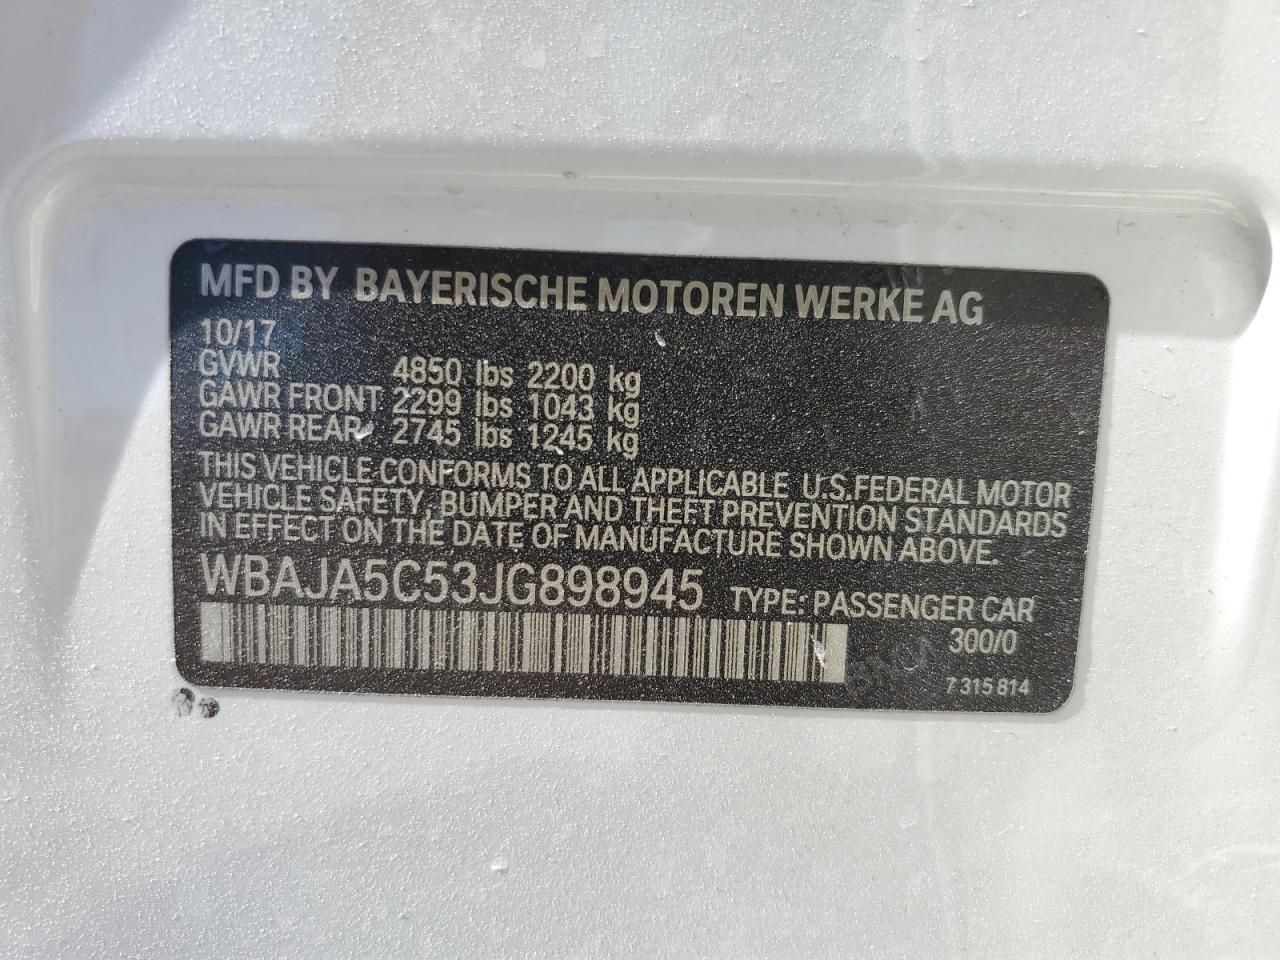 MFD BY BAYERISCHE MOTOREN WERKE AG
10/17
GVWR 4850 lbs 2200 kg
GAWR FRONT 2299 lbs 1043 kg
GAWR REAR 2745 lbs 1245 kg
THIS VEHICLE CONFORMS TO ALL APPLICABLE U.S.FEDERAL MOTOR
VEHICLE SAFETY, BUMPER AND THEFT PREVENTION STANDARDS
IN EFFECT ON THE DATE OF MANUFACTURE SHOWN ABOVE.
WBAJA5C53JG898945 TYPE: PASSENGER CAR
300/0
7 315 814